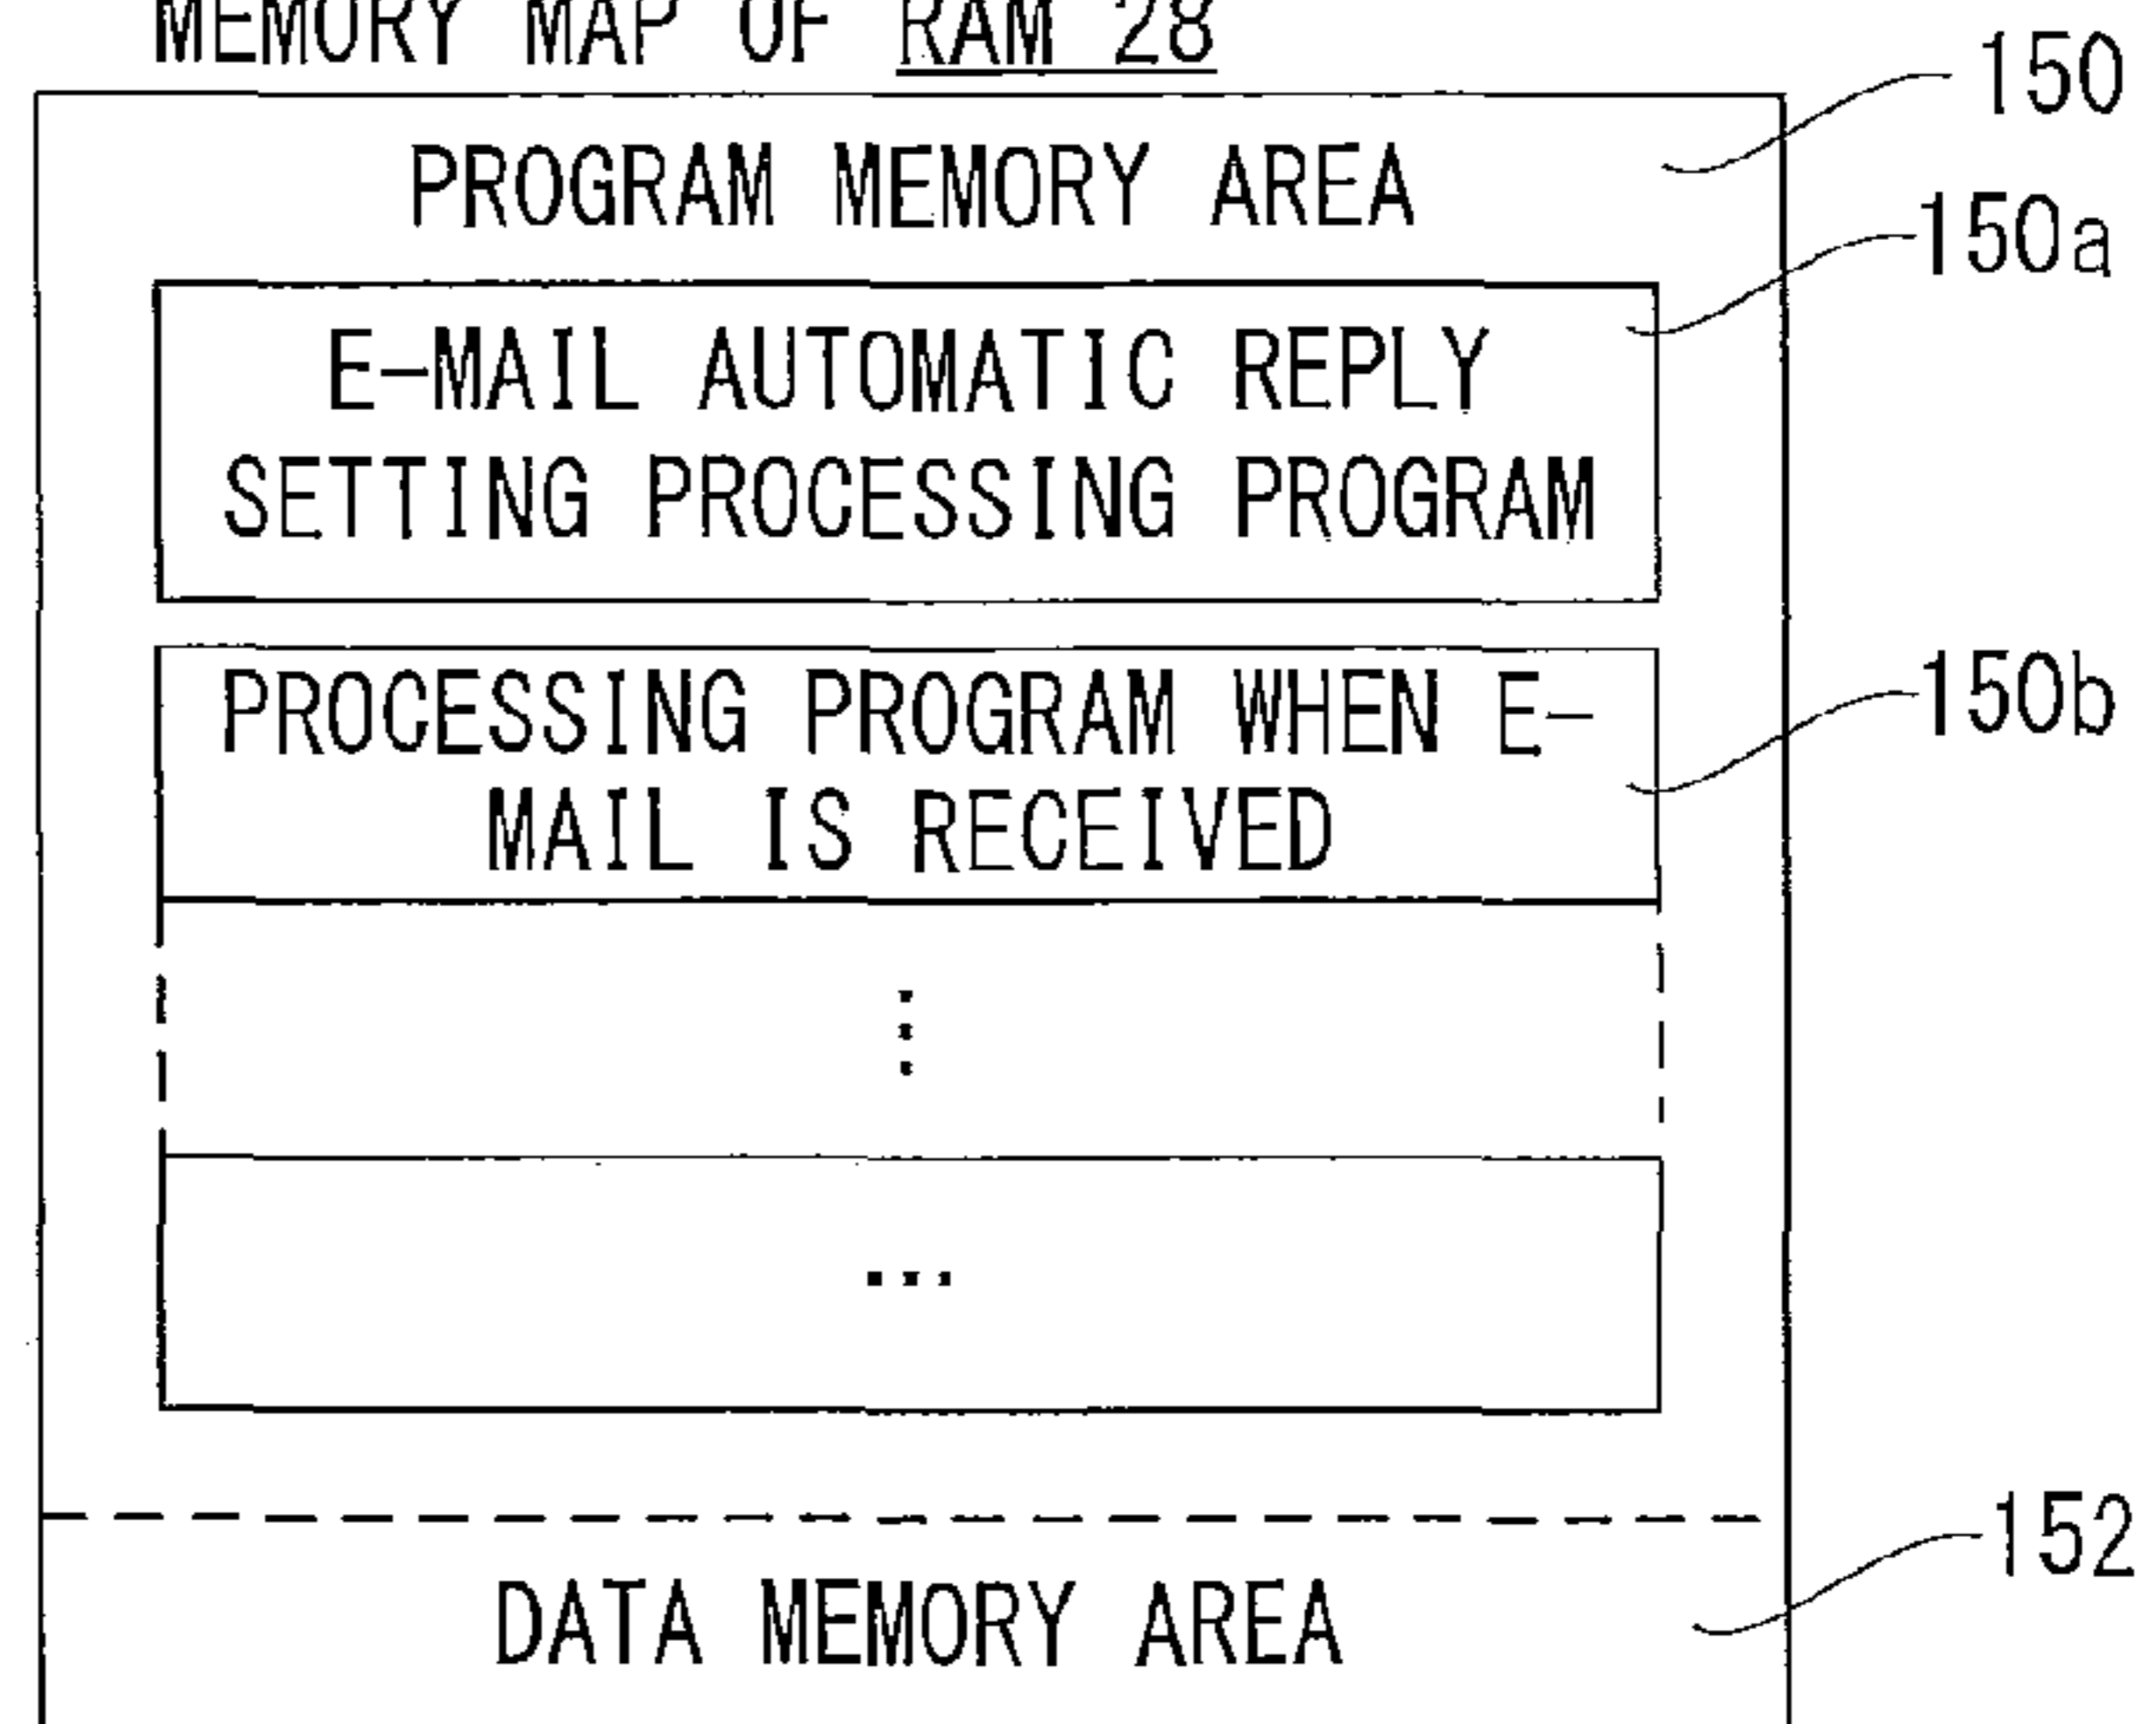 MEMORY MAP OF RAM 28
150
PROGRAM MEMORY AREA
150a
E-MAIL AUTOMATIC REPLY
SETTING PROCESSING PROGRAM
150b
PROCESSING PROGRAM WHEN E-
MAIL IS RECEIVED
⋮
...
152
DATA MEMORY AREA